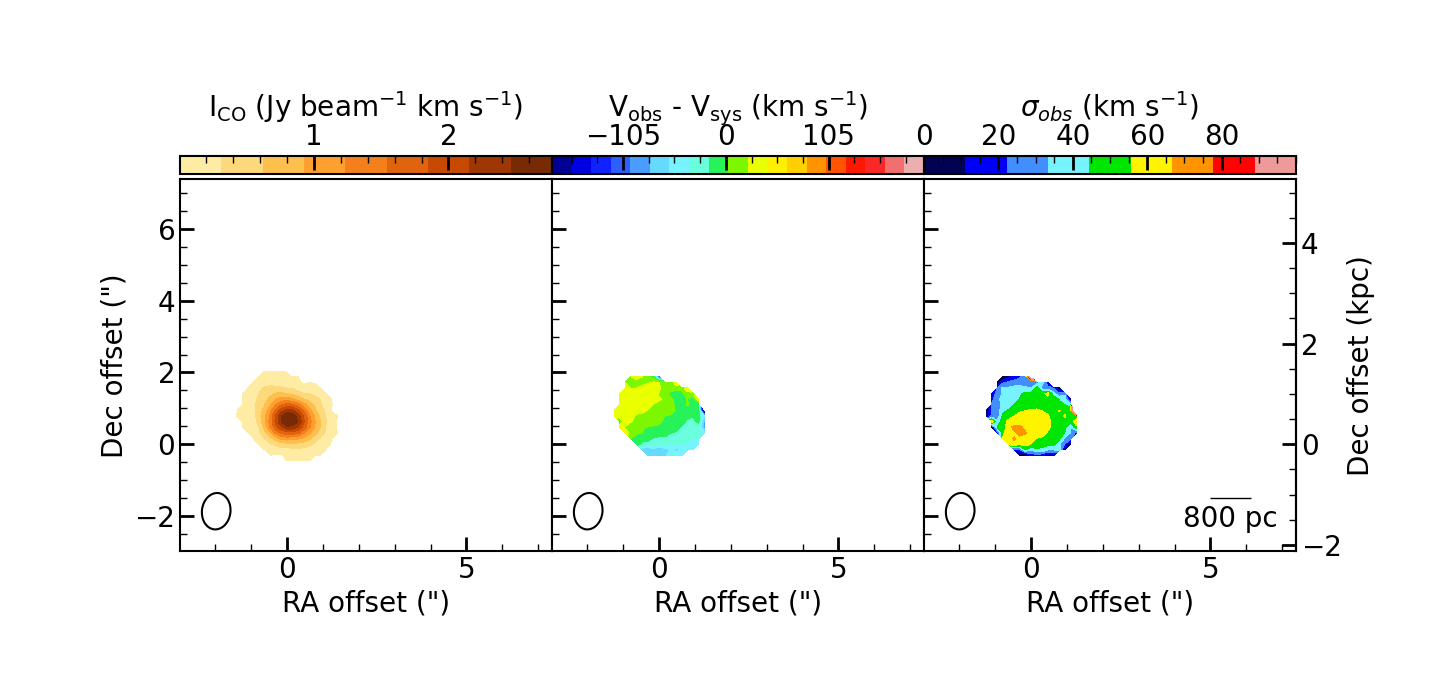 I_CO (Jy beam⁻¹ km s⁻¹) V_obs - V_sys (km s⁻¹) σ_obs (km s⁻¹)
1 2 −105 0 105 0 20 40 60 80
6
4
2
0
−2
Dec offset (")
4
2
0
−2
Dec offset (kpc)
800 pc
0 5 0 5 0 5
RA offset (") RA offset (") RA offset (")